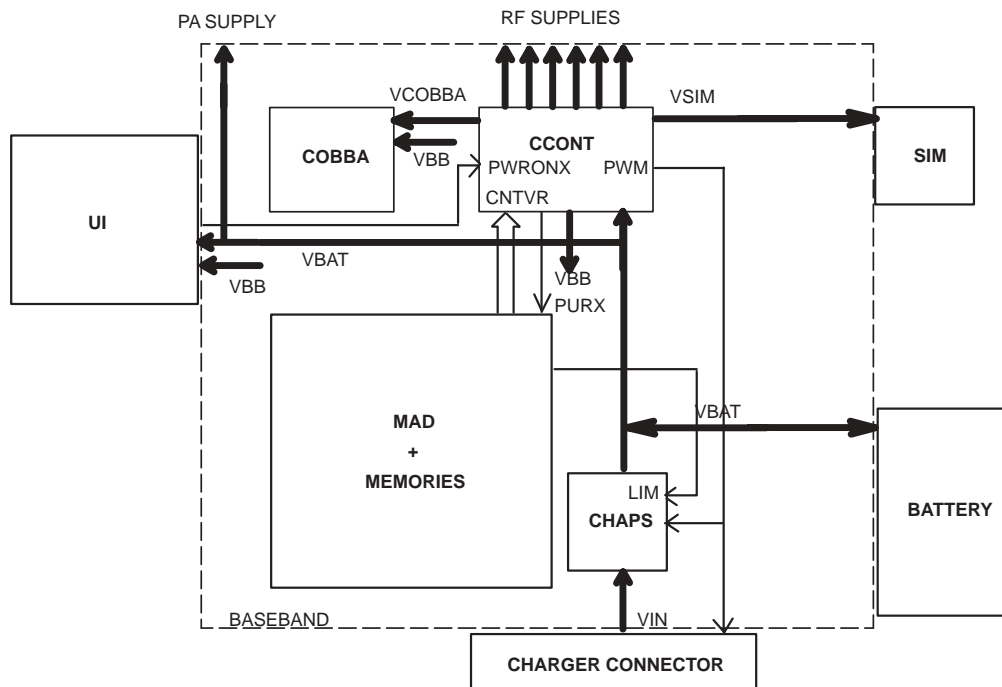 PA SUPPLY
RF SUPPLIES
VCOBBA
VSIM
COBBA
CCONT
SIM
VBB
PWRONX
PWM
CNTVR
UI
VBAT
VBB
VBB
PURX
MAD
+
MEMORIES
VBAT
LIM
CHAPS
BATTERY
BASEBAND
VIN
CHARGER CONNECTOR